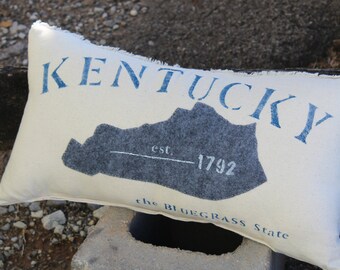 KENTUCKY
est. 1792
the BLUEGRASS State